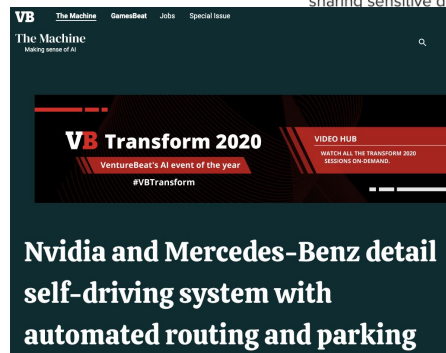 sharing sensitive d
VB The Machine GamesBeat Jobs Special Issue
The Machine
Making sense of AI
VB Transform 2020
VentureBeat's AI event of the year
#VBTransform
VIDEO HUB
WATCH ALL THE TRANSFORM 2020
SESSIONS ON-DEMAND.
Nvidia and Mercedes-Benz detail
self-driving system with
automated routing and parking